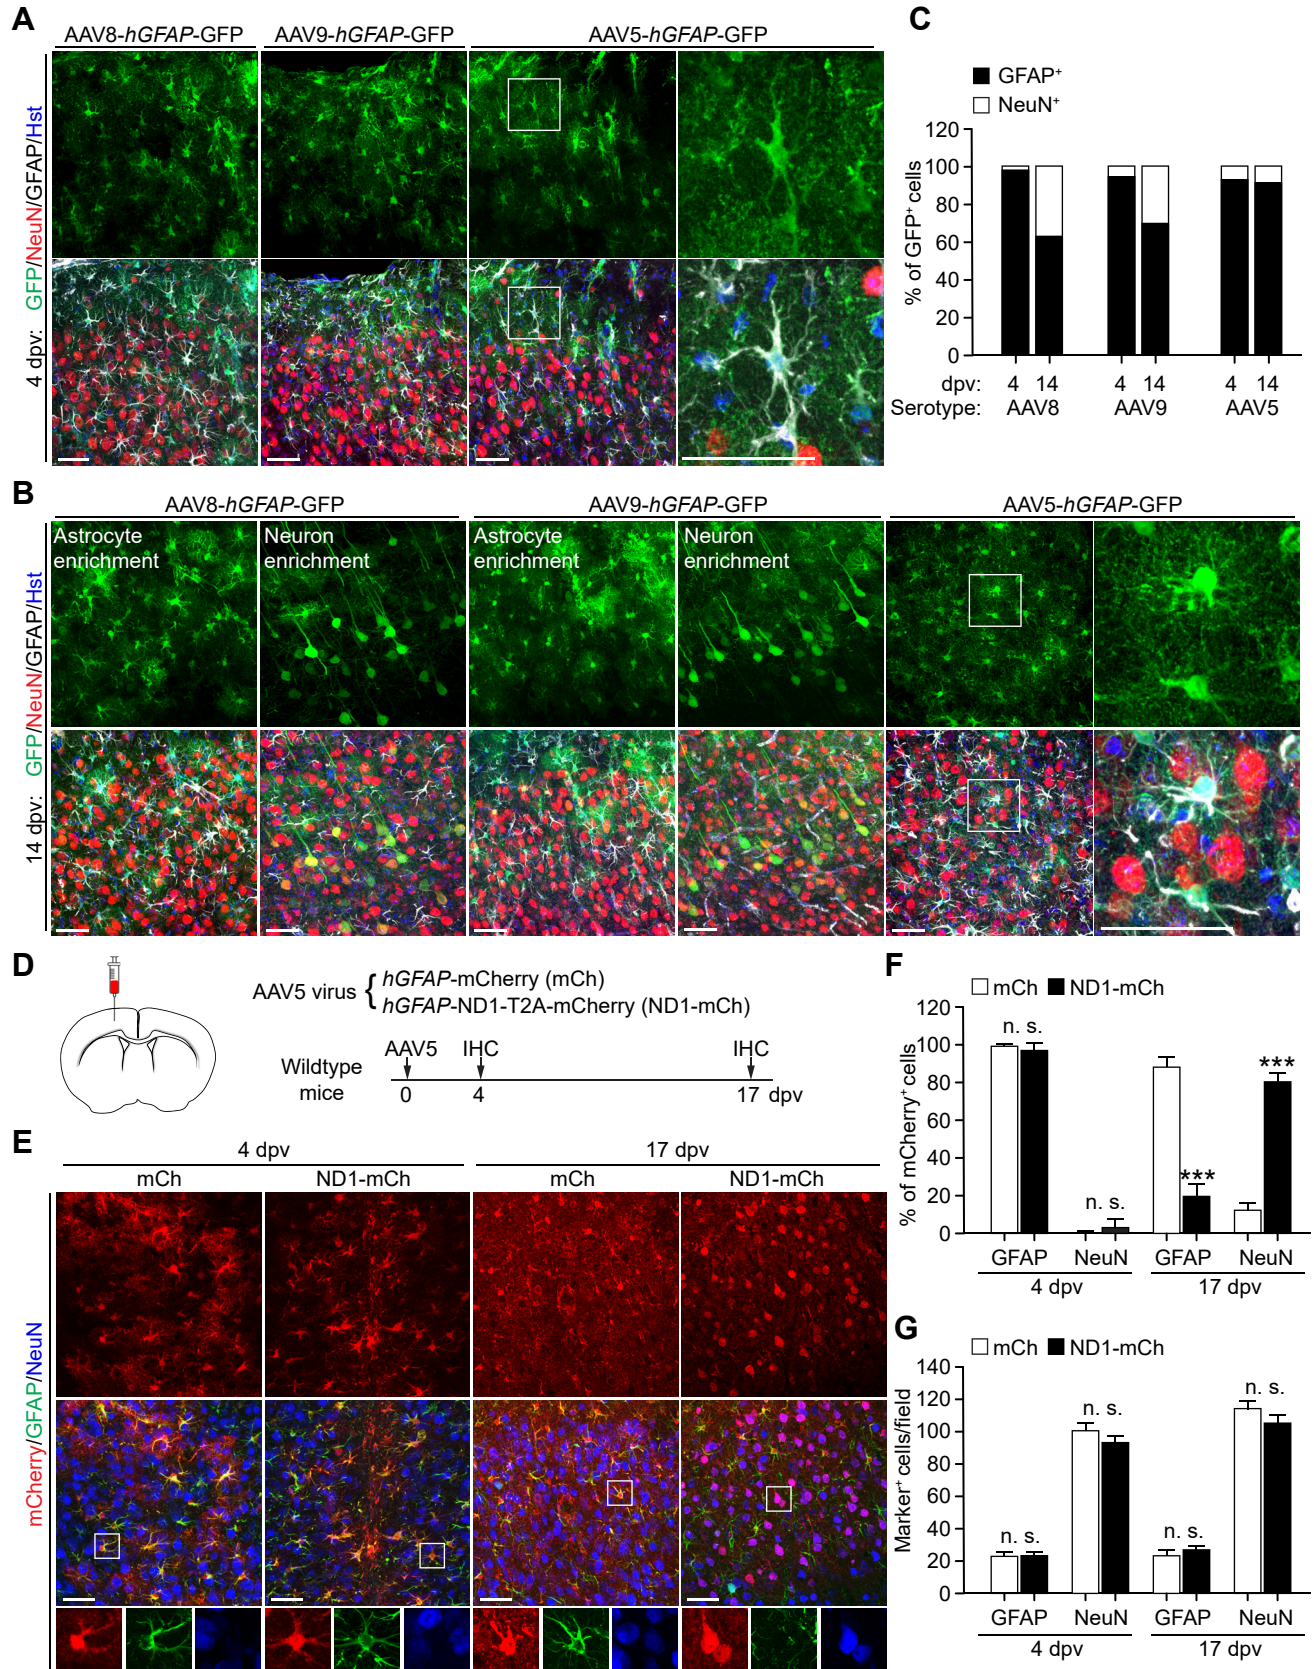 A
AAV8-hGFAP-GFP AAV9-hGFAP-GFP AAV5-hGFAP-GFP
4 dpv: GFP/NeuN/GFAP/Hst
C
GFAP+
NeuN+
% of GFP+ cells
120
100
80
60
40
20
0
dpv: 4 14 4 14 4 14
Serotype: AAV8 AAV9 AAV5
B
AAV8-hGFAP-GFP AAV9-hGFAP-GFP AAV5-hGFAP-GFP
14 dpv: GFP/NeuN/GFAP/Hst
Astrocyte enrichment
Neuron enrichment
Astrocyte enrichment
Neuron enrichment
D
AAV5 virus { hGFAP-mCherry (mCh)
hGFAP-ND1-T2A-mCherry (ND1-mCh)
Wildtype mice
AAV5 IHC IHC
0 4 17 dpv
E
4 dpv 17 dpv
mCh ND1-mCh mCh ND1-mCh
mCherry/GFAP/NeuN
F
mCh ND1-mCh
% of mCherry+ cells
120
100
80
60
40
20
0
n. s.
n. s.
***
***
GFAP NeuN GFAP NeuN
4 dpv 17 dpv
G
mCh ND1-mCh
Marker+ cells/field
140
120
100
80
60
40
20
0
n. s.
n. s.
n. s.
n. s.
GFAP NeuN GFAP NeuN
4 dpv 17 dpv